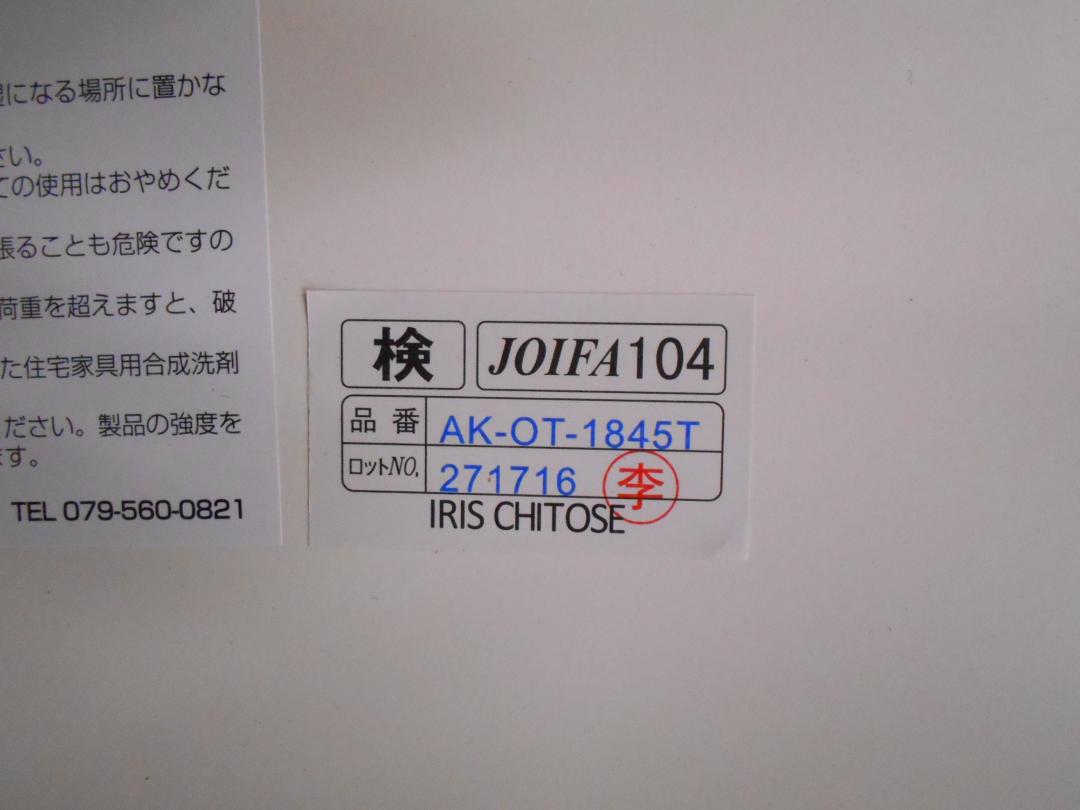 になる場所に置かな
さい。
ての使用はおやめくだ
張ることも危険ですの
荷重を超えますと、破
た住宅家具用合成洗剤
ださい。製品の強度を
ます。
TEL 079-560-0821
検 JOIFA104
品番 AK-OT-1845T
ロットNO. 271716 李
IRIS CHITOSE